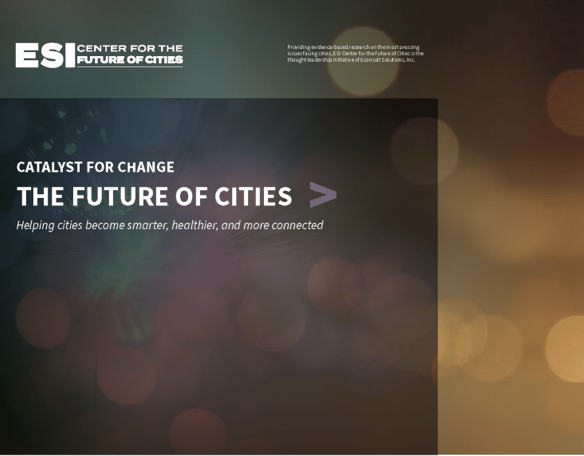 ESI CENTER FOR THE
FUTURE OF CITIES
Providing evidence-based research on the most pressing
issues facing cities, ESI Center for the Future of Cities is the
thought leadership initiative of Econsult Solutions, Inc.
CATALYST FOR CHANGE
THE FUTURE OF CITIES >
Helping cities become smarter, healthier, and more connected